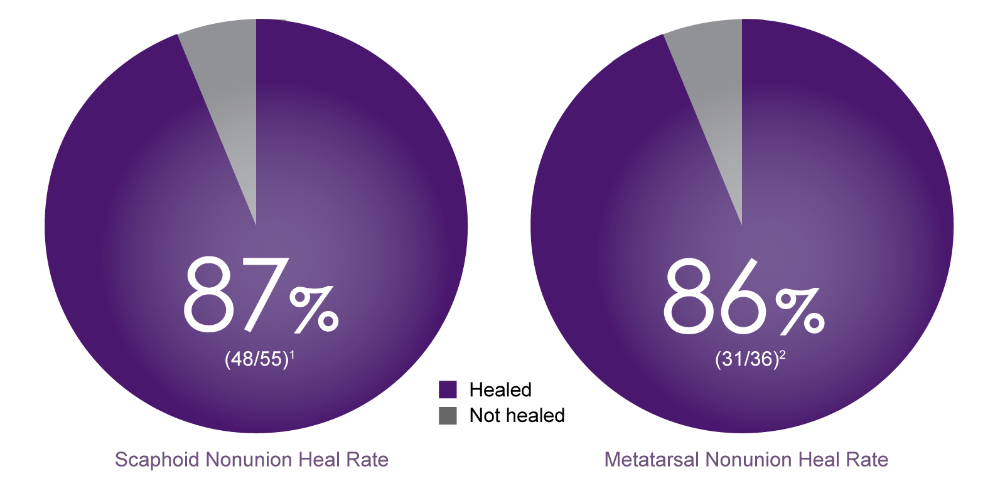 87%
(48/55)¹
86%
(31/36)²
Healed
Not healed
Scaphoid Nonunion Heal Rate
Metatarsal Nonunion Heal Rate